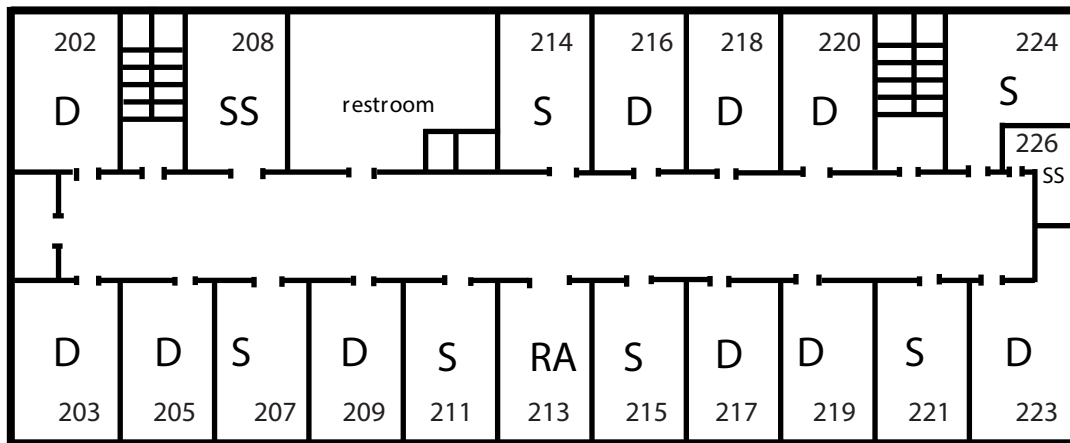 202 208 214 216 218 220 224
D SS restroom S D D D S
226
SS
D D S D S RA S D D S D
203 205 207 209 211 213 215 217 219 221 223